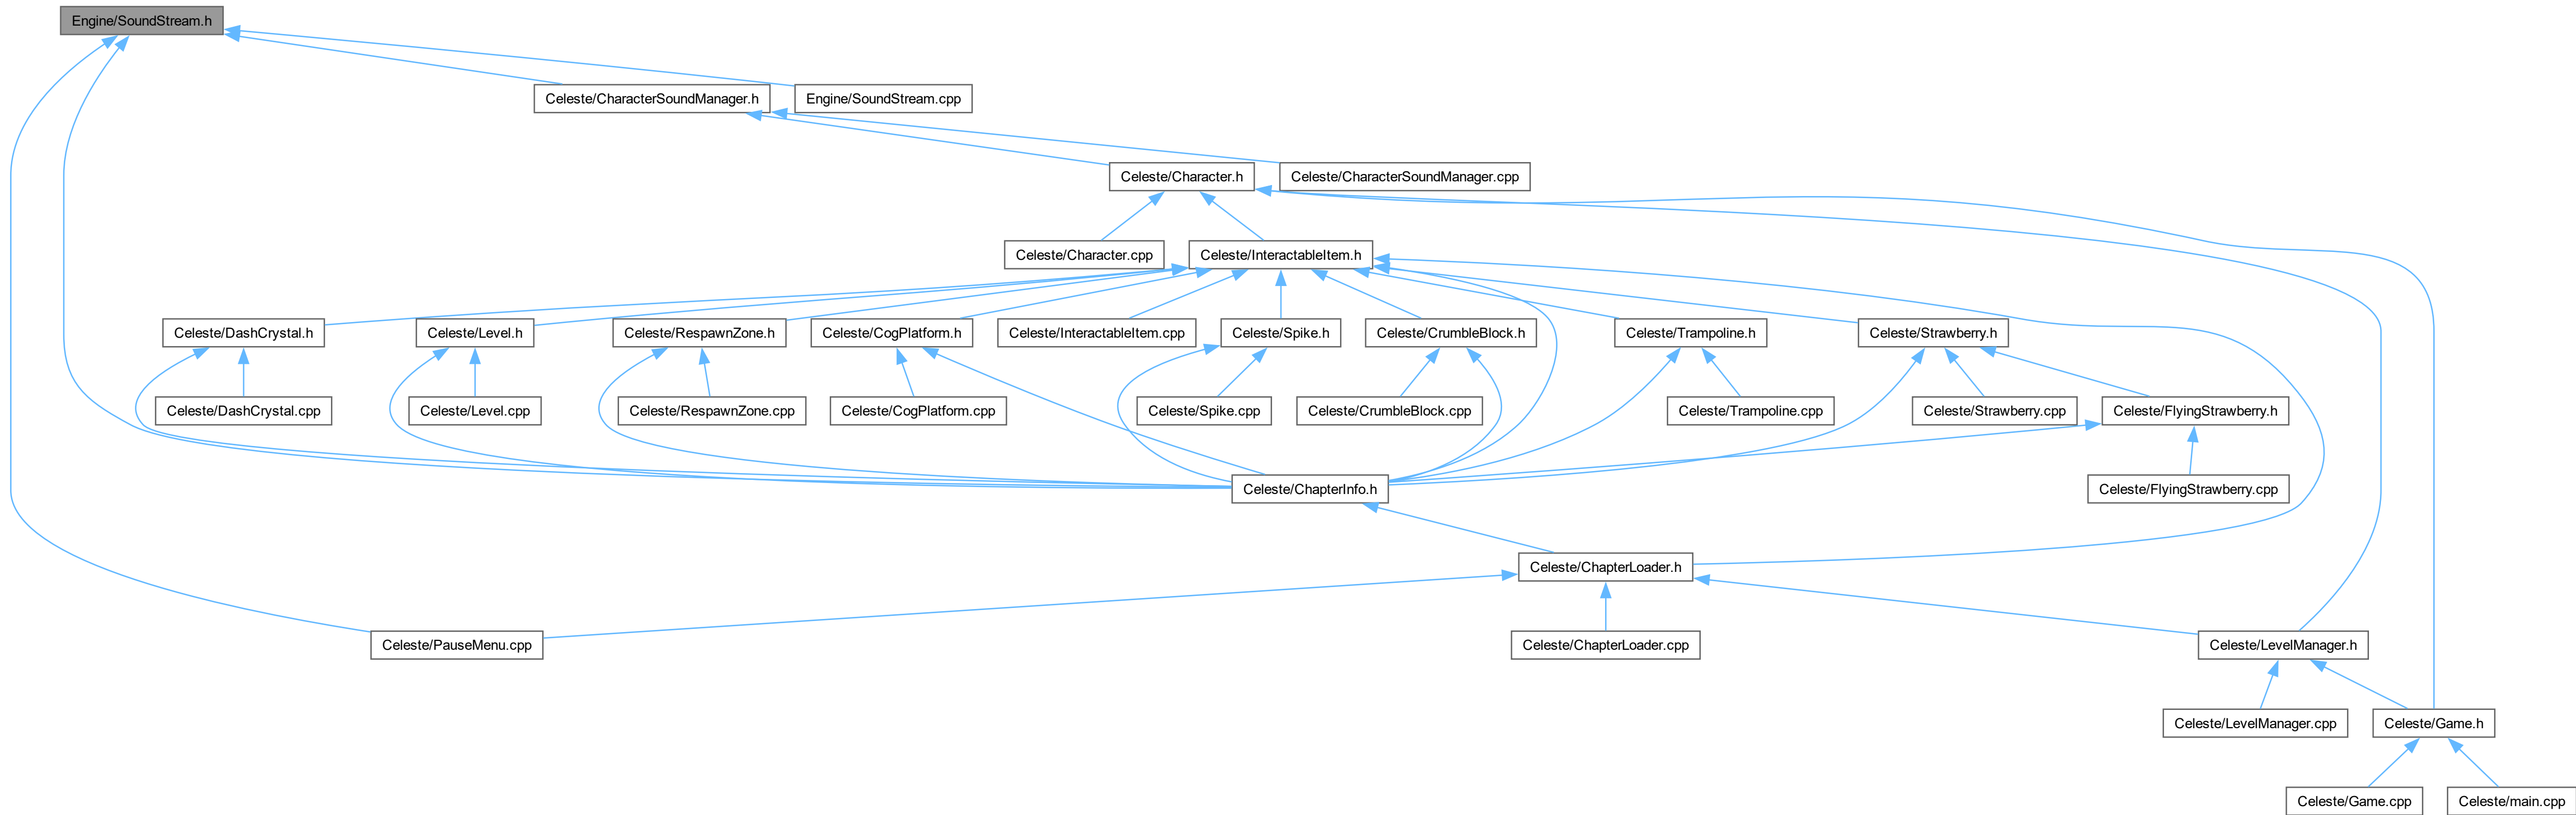 Engine/SoundStream.h
Celeste/CharacterSoundManager.h
Engine/SoundStream.cpp
Celeste/Character.h
Celeste/CharacterSoundManager.cpp
Celeste/Character.cpp
Celeste/InteractableItem.h
Celeste/DashCrystal.h
Celeste/Level.h
Celeste/RespawnZone.h
Celeste/CogPlatform.h
Celeste/InteractableItem.cpp
Celeste/Spike.h
Celeste/CrumbleBlock.h
Celeste/Trampoline.h
Celeste/Strawberry.h
Celeste/DashCrystal.cpp
Celeste/Level.cpp
Celeste/RespawnZone.cpp
Celeste/CogPlatform.cpp
Celeste/Spike.cpp
Celeste/CrumbleBlock.cpp
Celeste/Trampoline.cpp
Celeste/Strawberry.cpp
Celeste/FlyingStrawberry.h
Celeste/ChapterInfo.h
Celeste/FlyingStrawberry.cpp
Celeste/ChapterLoader.h
Celeste/PauseMenu.cpp
Celeste/ChapterLoader.cpp
Celeste/LevelManager.h
Celeste/LevelManager.cpp
Celeste/Game.h
Celeste/Game.cpp
Celeste/main.cpp